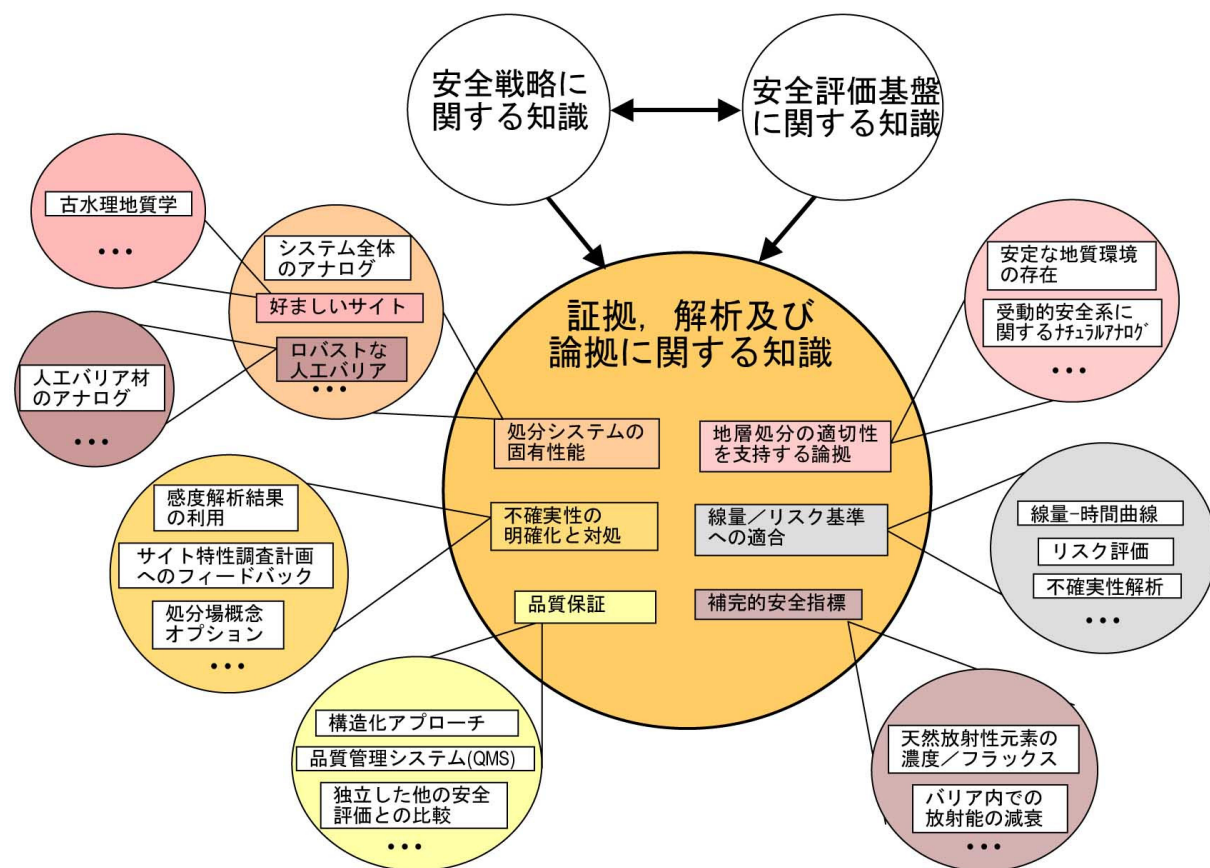 安全戦略に
関する知識
安全評価基盤
に関する知識
古水理地質学
•••
システム全体
のアナログ
好ましいサイト
ロバストな
人工バリア
•••
人工バリア材
のアナログ
•••
証拠，解析及び
論拠に関する知識
安定な地質環境
の存在
受動的安全系に
関するﾅﾁｭﾗﾙｱﾅﾛｸﾞ
•••
処分システムの
固有性能
地層処分の適切性
を支持する論拠
不確実性の
明確化と対処
線量／リスク基準
への適合
品質保証
補完的安全指標
感度解析結果
の利用
サイト特性調査計画
へのフィードバック
処分場概念
オプション
•••
線量−時間曲線
リスク評価
不確実性解析
•••
構造化アプローチ
品質管理システム(QMS)
独立した他の安全
評価との比較
•••
天然放射性元素の
濃度／フラックス
バリア内での
放射能の減衰
•••